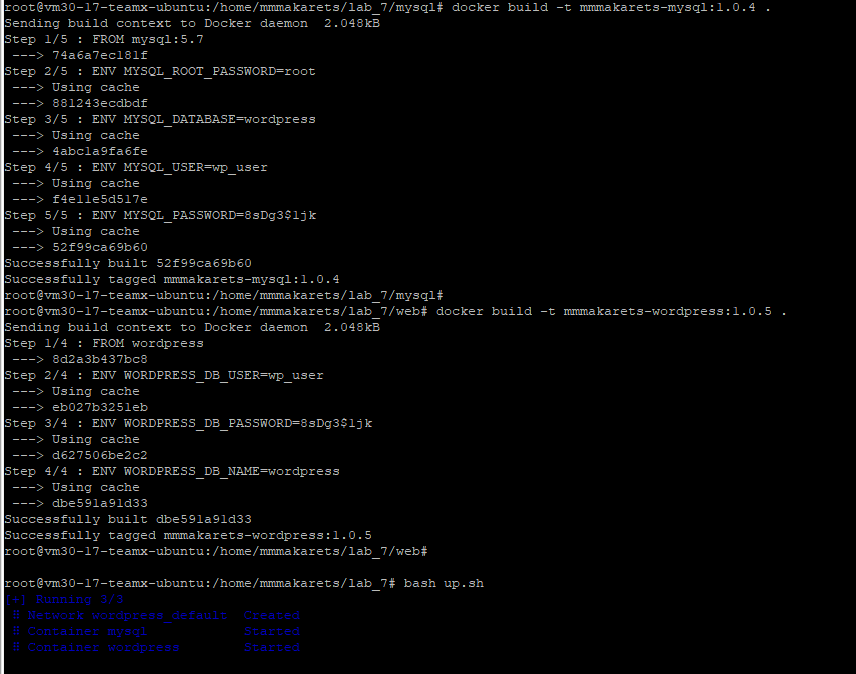 root@vm30-17-teamx-ubuntu:/home/mmmakarets/lab_7/mysql# docker build -t mmmakarets-mysql:1.0.4 .
Sending build context to Docker daemon  2.048kB
Step 1/5 : FROM mysql:5.7
 ---> 74a6a7ec181f
Step 2/5 : ENV MYSQL_ROOT_PASSWORD=root
 ---> Using cache
 ---> 881243ecdbdf
Step 3/5 : ENV MYSQL_DATABASE=wordpress
 ---> Using cache
 ---> 4abc1a9fa6fe
Step 4/5 : ENV MYSQL_USER=wp_user
 ---> Using cache
 ---> f4e11e5d517e
Step 5/5 : ENV MYSQL_PASSWORD=8sDg3$1jk
 ---> Using cache
 ---> 52f99ca69b60
Successfully built 52f99ca69b60
Successfully tagged mmmakarets-mysql:1.0.4
root@vm30-17-teamx-ubuntu:/home/mmmakarets/lab_7/mysql#
root@vm30-17-teamx-ubuntu:/home/mmmakarets/lab_7/web# docker build -t mmmakarets-wordpress:1.0.5 .
Sending build context to Docker daemon  2.048kB
Step 1/4 : FROM wordpress
 ---> 8d2a3b437bc8
Step 2/4 : ENV WORDPRESS_DB_USER=wp_user
 ---> Using cache
 ---> eb027b3251eb
Step 3/4 : ENV WORDPRESS_DB_PASSWORD=8sDg3$1jk
 ---> Using cache
 ---> d627506be2c2
Step 4/4 : ENV WORDPRESS_DB_NAME=wordpress
 ---> Using cache
 ---> dbe591a91d33
Successfully built dbe591a91d33
Successfully tagged mmmakarets-wordpress:1.0.5
root@vm30-17-teamx-ubuntu:/home/mmmakarets/lab_7/web#
root@vm30-17-teamx-ubuntu:/home/mmmakarets/lab_7# bash up.sh
[+] Running 3/3
 # Network wordpress_default  Created
 # Container mysql            Started
 # Container wordpress        Started